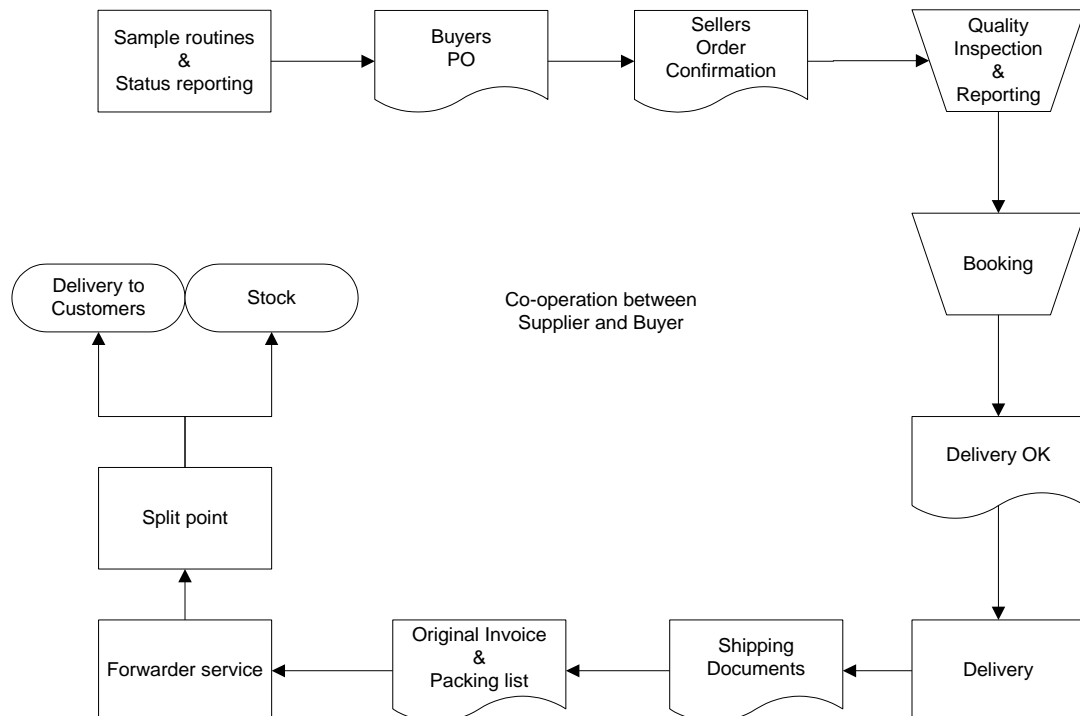 Sample routines
&
Status reporting
Buyers
PO
Sellers
Order
Confirmation
Quality
Inspection
&
Reporting
Booking
Delivery to
Customers
Stock
Co-operation between
Supplier and Buyer
Delivery OK
Split point
Forwarder service
Original Invoice
&
Packing list
Shipping
Documents
Delivery